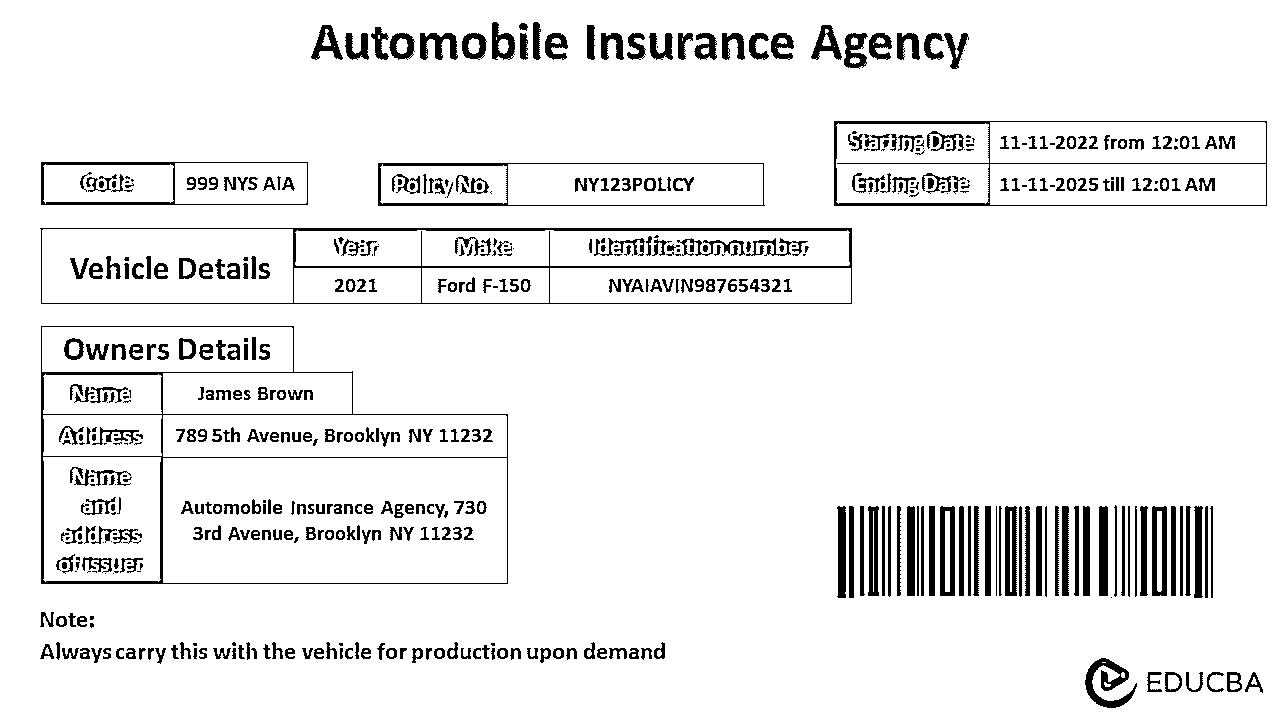 Automobile Insurance Agency
Starting Date 11-11-2022 from 12:01 AM
Code 999 NYS AIA Policy No. NY123POLICY
Ending Date 11-11-2025 till 12:01 AM
Vehicle Details
Year Make Identification number
2021 Ford F-150 NYAIAVIN987654321
Owners Details
Name James Brown
Address 789 5th Avenue, Brooklyn NY 11232
Name
and
address
of issuer
Automobile Insurance Agency, 730
3rd Avenue, Brooklyn NY 11232
Note:
Always carry this with the vehicle for production upon demand
EDUCBA